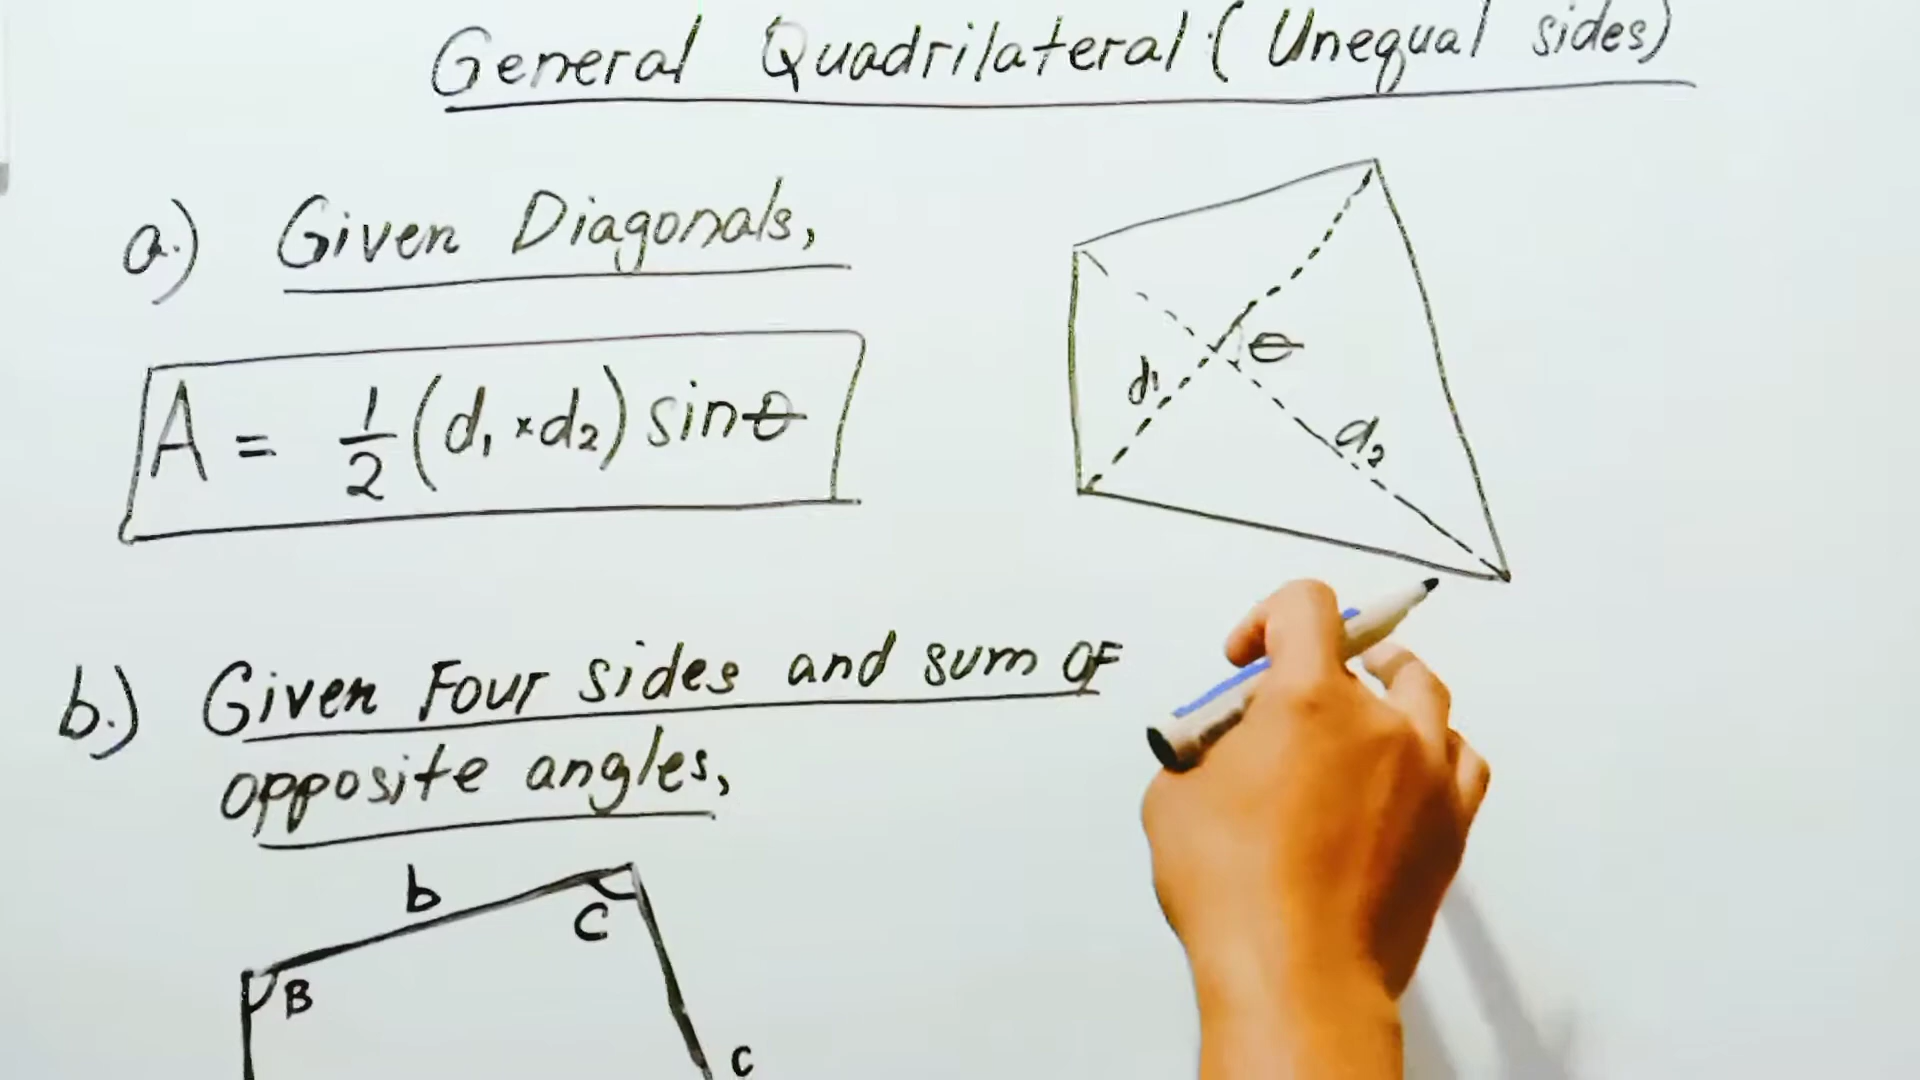 General Quadrilateral (Unequal sides)
a.) Given Diagonals,
A = 1/2 (d₁ × d₂) sinθ
θ
d₁
d₂
b.) Given Four sides and sum OF
opposite angles,
b
C
B
c